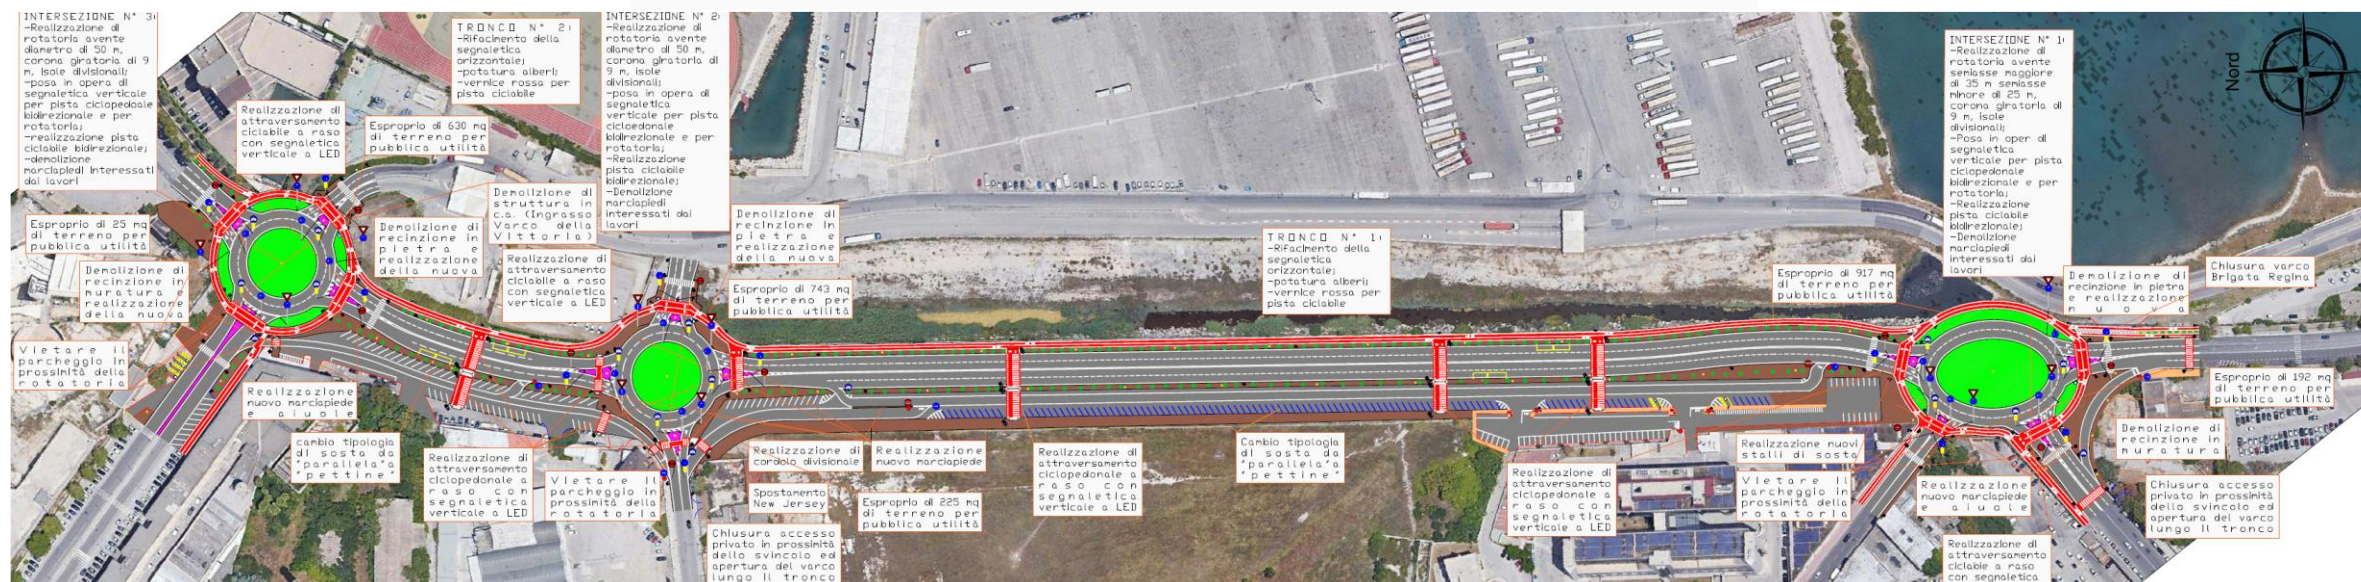 INTERSEZIONE N° 3:
-Realizzazione di
rotatoria avente
diametro di 50 m,
corona giratoria di 9
m, isole divisionali;
-posa in opera di
segnaletica verticale
per pista ciclopedoale
bidirezionale e per
rotatoria;
-realizzazione pista
ciclabile bidirezionale;
-demolizione
marciapiedi interessati
dai lavori
Realizzazione di
attraversamento
ciclabile a raso
con segnaletica
verticale a LED
Esproprio di 630 mq
di terreno per
pubblica utilità
TRONCO N° 2:
-Rifacimento della
segnaletica
orizzontale;
-potatura alberi;
-vernice rossa per
pista ciclabile
INTERSEZIONE N° 2:
-Realizzazione di
rotatoria avente
diametro di 50 m,
corona giratoria di
9 m, isole
divisionali;
-posa in opera di
segnaletica
verticale per pista
cicloedonale
bidirezionale e per
rotatoria;
-Realizzazione
pista ciclabile
bidirezionale;
-Demolizione
marciapiedi
interessati dai
lavori
Esproprio di 25 mq
di terreno per
pubblica utilità
Demolizione di
recinzione in
muratura e
realizzazione
della nuova
Demolizione di
recinzione in
pietra e
realizzazione
della nuova
Demolizione di
struttura in
c.a. (Ingrasso
Varco della
Vittoria)
Realizzazione di
attraversamento
ciclabile a raso
con segnaletica
verticale a LED
Demolizione di
recinzione in
pietra e
realizzazione
della nuova
Esproprio di 743 mq
di terreno per
pubblica utilità
TRONCO N° 1:
-Rifacimento della
segnaletica
orizzontale;
-potatura alberi;
-vernice rossa per
pista ciclabile
Esproprio di 917 mq
di terreno per
pubblica utilità
INTERSEZIONE N° 1:
-Realizzazione di
rotatoria avente
semiasse maggiore
di 35 m semiasse
minore di 25 m,
corona giratoria di
9 m, isole
divisionali;
-Posa in oper di
segnaletica
verticale per pista
ciclopedonale
bidirezionale e per
rotatoria;
-Realizzazione
pista ciclabile
bidirezionale;
-Demolizione
marciapiedi
interessati dai
lavori
Nord
Demolizione di
recinzione in pietra
e realizzazione
nuova
Chiusura varco
Brigata Regina
Vietare il
parcheggio in
prossimità della
rotatoria
Realizzazione
nuovo marciapiede
e aiuole
cambio tipologia
di sosta da
"parallela"a
"pettine"
Realizzazione di
attraversamento
ciclopedonale a
raso con
segnaletica
verticale a LED
Vietare il
parcheggio in
prossimità della
rotatoria
Realizzazione di
cordolo divisionale
Realizzazione
nuovo marciapiede
Spostamento
New Jersey
Esproprio di 225 mq
di terreno per
pubblica utilità
Chiusura accesso
privato in prossimità
dello svincolo ed
apertura del varco
lungo il tronco
Realizzazione di
attraversamento
ciclopedonale a
raso con
segnaletica
verticale a LED
Cambio tipologia
di sosta da
"parallela"a
"pettine"
Realizzazione di
attraversamento
ciclopedonale a
raso con
segnaletica
verticale a LED
Realizzazione nuovi
stalli di sosta
Vietare il
parcheggio in
prossimità della
rotatoria
Realizzazione
nuovo marciapiede
e aiuole
Realizzazione di
attraversamento
ciclabile a raso
con segnaletica
Esproprio di 192 mq
di terreno per
pubblica utilità
Demolizione di
recinzione in
muratura
Chiusura accesso
privato in prossimità
dello svincolo ed
apertura del varco
lungo il tronco